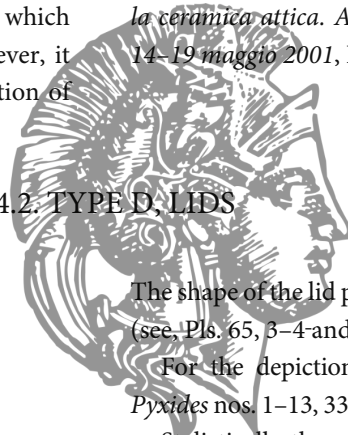 which
ever, it
tion of
la ceramica attica. A
14–19 maggio 2001,
4.2. TYPE D, LIDS
The shape of the lid p
(see, Pls. 65, 3–4 and
For the depiction
Pyxides nos. 1–13, 33